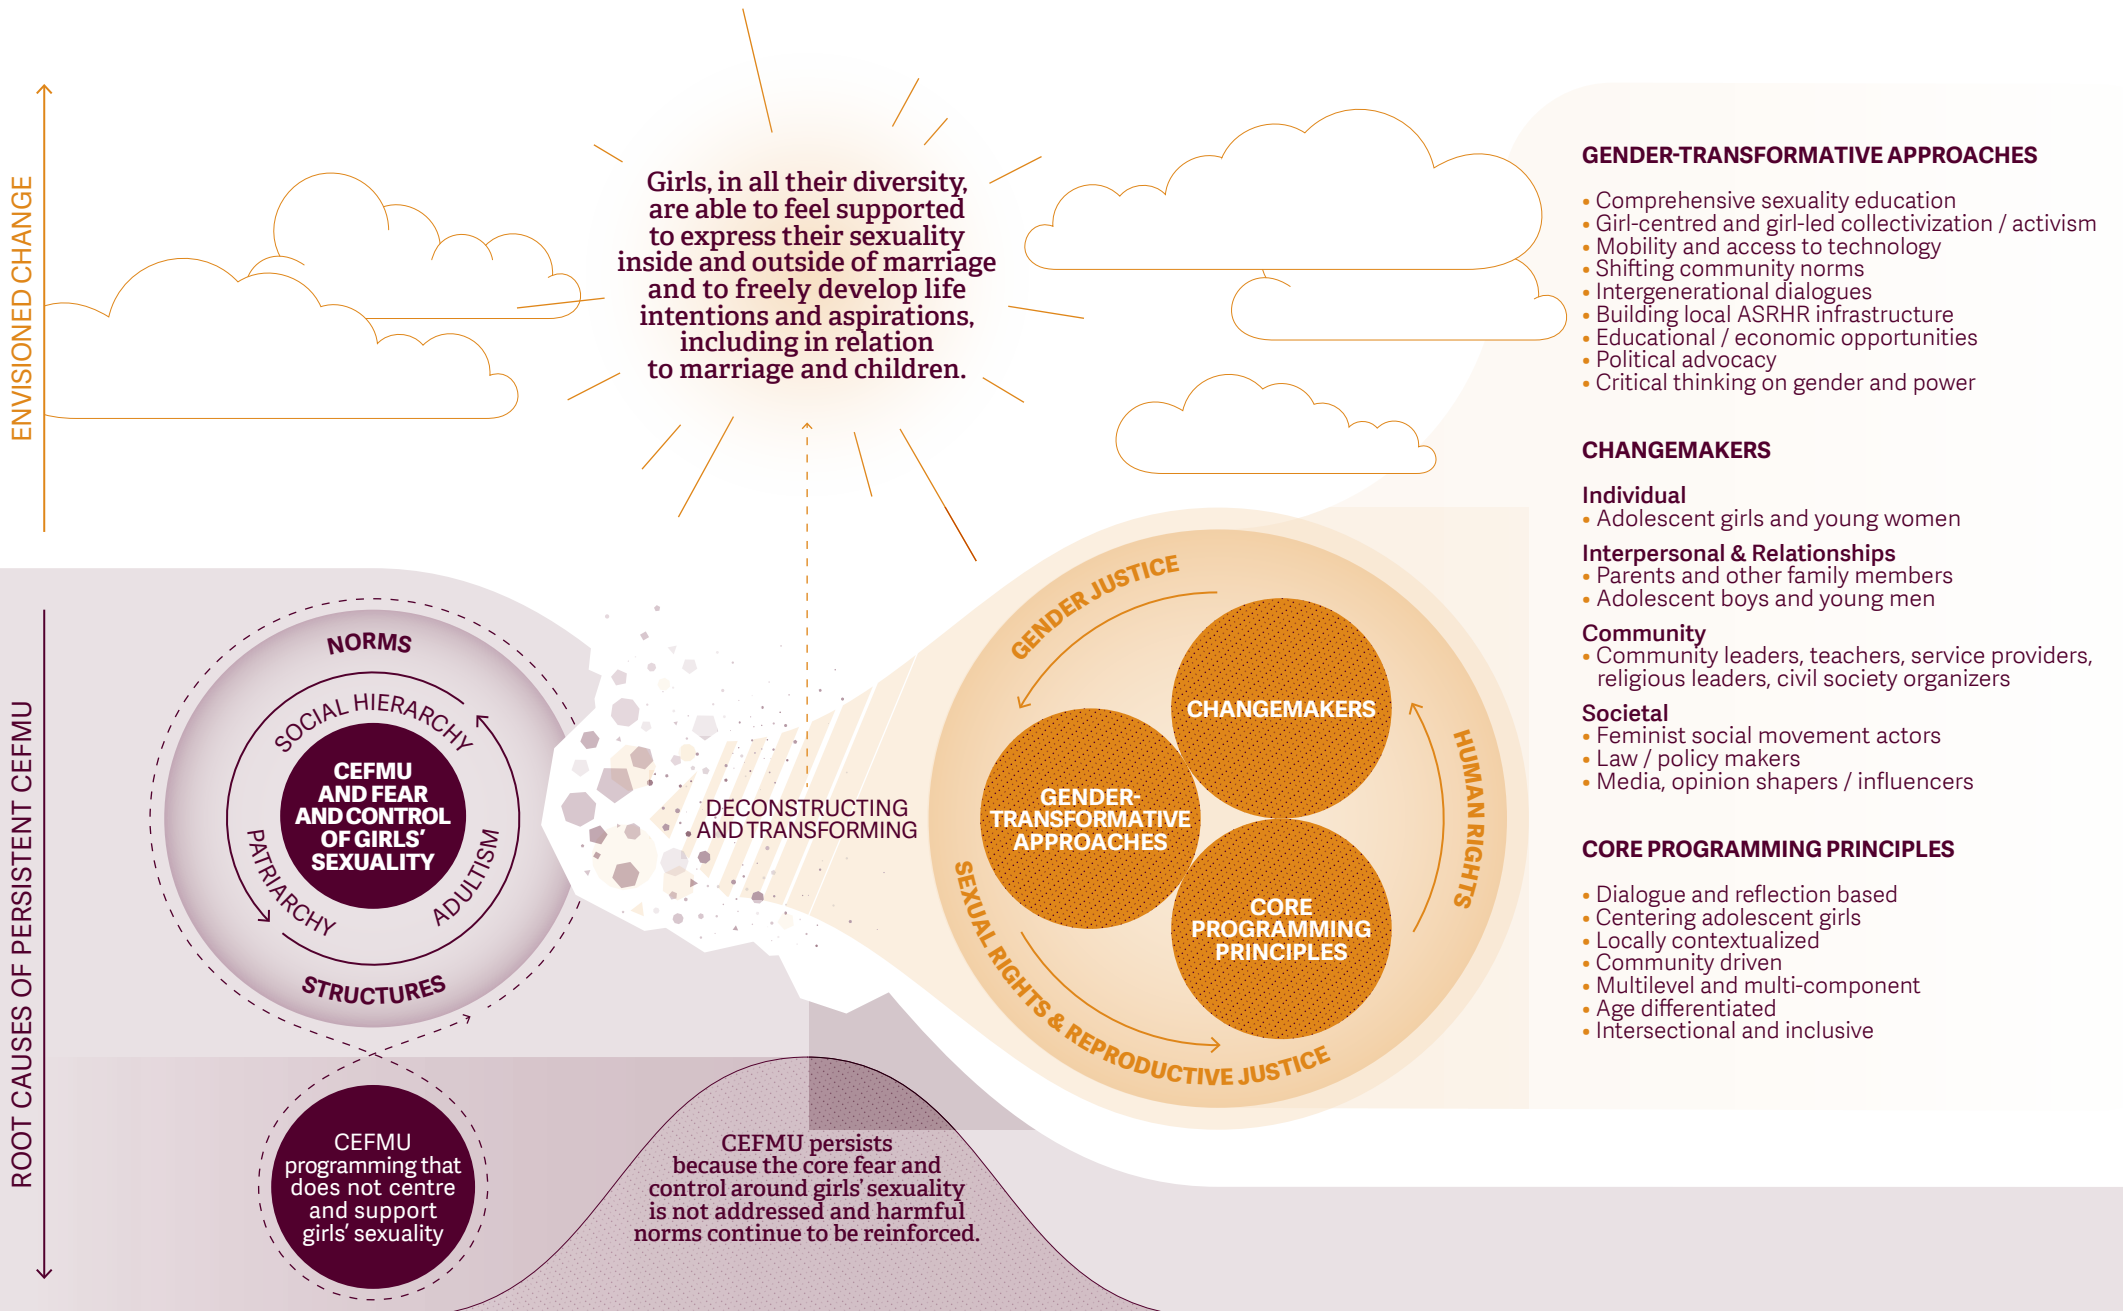 ENVISIONED CHANGE
Girls, in all their diversity,
are able to feel supported
to express their sexuality
inside and outside of marriage
and to freely develop life
intentions and aspirations,
including in relation
to marriage and children.
ROOT CAUSES OF PERSISTENT CEFMU
NORMS
SOCIAL HIERARCHY
PATRIARCHY
ADULTISM
STRUCTURES
CEFMU
AND FEAR
AND CONTROL
OF GIRLS'
SEXUALITY
CEFMU
programming that
does not centre
and support
girls' sexuality
CEFMU persists
because the core fear and
control around girls' sexuality
is not addressed and harmful
norms continue to be reinforced.
DECONSTRUCTING
AND TRANSFORMING
GENDER JUSTICE
HUMAN RIGHTS
SEXUAL RIGHTS & REPRODUCTIVE JUSTICE
CHANGEMAKERS
GENDER-
TRANSFORMATIVE
APPROACHES
CORE
PROGRAMMING
PRINCIPLES
GENDER-TRANSFORMATIVE APPROACHES
• Comprehensive sexuality education
• Girl-centred and girl-led collectivization / activism
• Mobility and access to technology
• Shifting community norms
• Intergenerational dialogues
• Building local ASRHR infrastructure
• Educational / economic opportunities
• Political advocacy
• Critical thinking on gender and power
CHANGEMAKERS
Individual
• Adolescent girls and young women
Interpersonal & Relationships
• Parents and other family members
• Adolescent boys and young men
Community
• Community leaders, teachers, service providers,
religious leaders, civil society organizers
Societal
• Feminist social movement actors
• Law / policy makers
• Media, opinion shapers / influencers
CORE PROGRAMMING PRINCIPLES
• Dialogue and reflection based
• Centering adolescent girls
• Locally contextualized
• Community driven
• Multilevel and multi-component
• Age differentiated
• Intersectional and inclusive